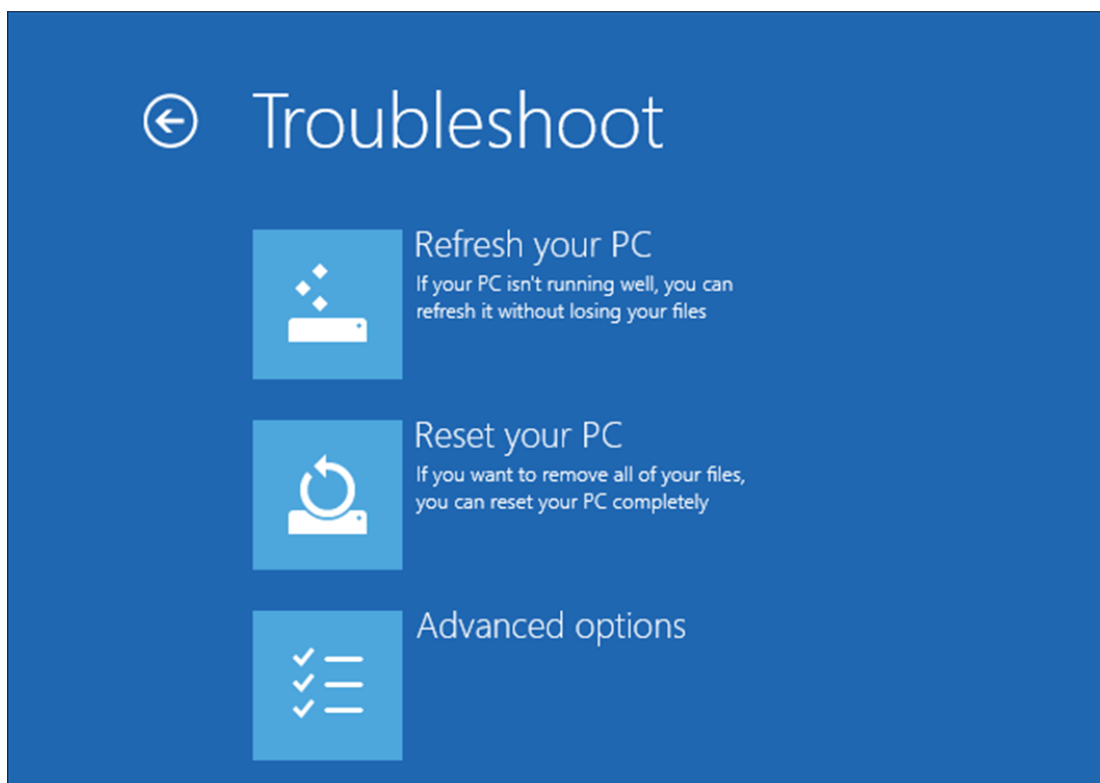 Troubleshoot
Refresh your PC
If your PC isn't running well, you can
refresh it without losing your files
Reset your PC
If you want to remove all of your files,
you can reset your PC completely
Advanced options